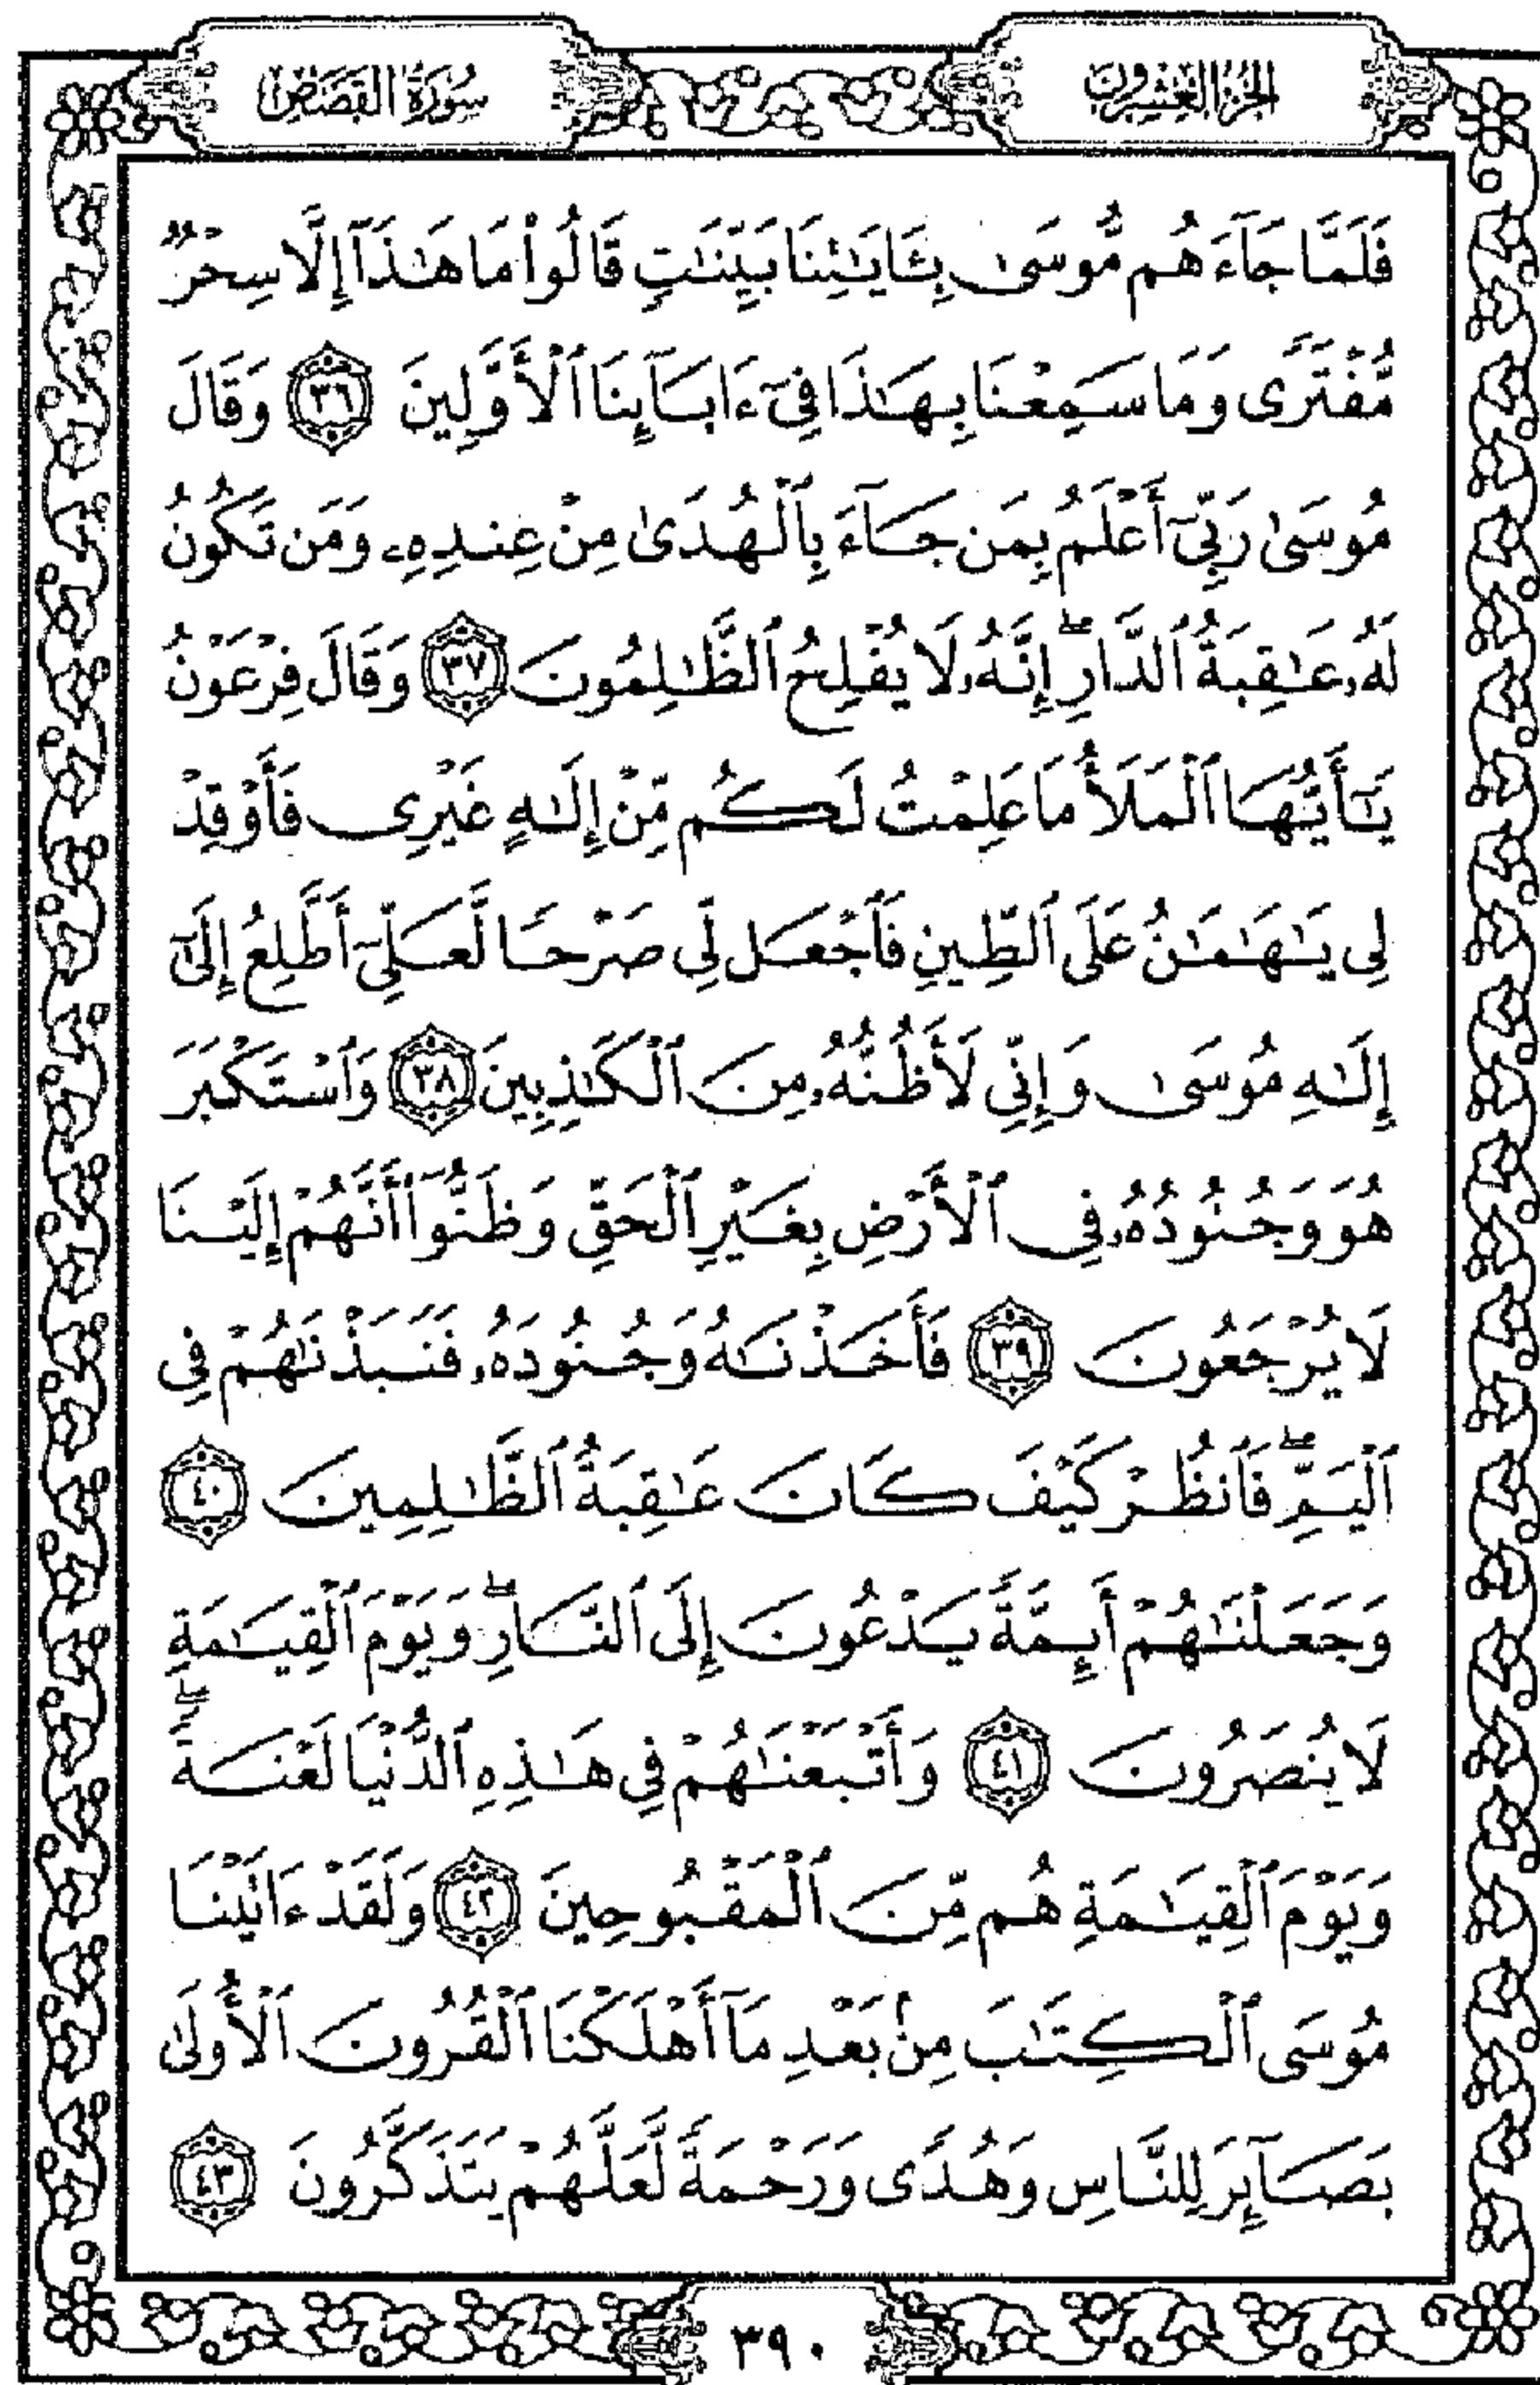 الجزء العشرون
سورة القصص
فَلَمَّا جَآءَهُم مُّوسَىٰ بِـَٔايَـٰتِنَا بَيِّنَـٰتٍ قَالُوا۟ مَا هَـٰذَآ إِلَّا سِحْرٌ
مُّفْتَرًى وَمَا سَمِعْنَا بِهَـٰذَا فِىٓ ءَابَآئِنَا ٱلْأَوَّلِينَ ٣٦ وَقَالَ
مُوسَىٰ رَبِّىٓ أَعْلَمُ بِمَن جَآءَ بِٱلْهُدَىٰ مِنْ عِندِهِۦ وَمَن تَكُونُ
لَهُۥ عَـٰقِبَةُ ٱلدَّارِ ۖ إِنَّهُۥ لَا يُفْلِحُ ٱلظَّـٰلِمُونَ ٣٧ وَقَالَ فِرْعَوْنُ
يَـٰٓأَيُّهَا ٱلْمَلَأُ مَا عَلِمْتُ لَكُم مِّنْ إِلَـٰهٍ غَيْرِى فَأَوْقِدْ
لِى يَـٰهَـٰمَـٰنُ عَلَى ٱلطِّينِ فَٱجْعَل لِّى صَرْحًا لَّعَلِّىٓ أَطَّلِعُ إِلَىٰٓ
إِلَـٰهِ مُوسَىٰ وَإِنِّى لَأَظُنُّهُۥ مِنَ ٱلْكَـٰذِبِينَ ٣٨ وَٱسْتَكْبَرَ
هُوَ وَجُنُودُهُۥ فِى ٱلْأَرْضِ بِغَيْرِ ٱلْحَقِّ وَظَنُّوٓا۟ أَنَّهُمْ إِلَيْنَا
لَا يُرْجَعُونَ ٣٩ فَأَخَذْنَـٰهُ وَجُنُودَهُۥ فَنَبَذْنَـٰهُمْ فِى
ٱلْيَمِّ ۖ فَٱنظُرْ كَيْفَ كَانَ عَـٰقِبَةُ ٱلظَّـٰلِمِينَ ٤٠
وَجَعَلْنَـٰهُمْ أَئِمَّةً يَدْعُونَ إِلَى ٱلنَّارِ ۖ وَيَوْمَ ٱلْقِيَـٰمَةِ
لَا يُنصَرُونَ ٤١ وَأَتْبَعْنَـٰهُمْ فِى هَـٰذِهِ ٱلدُّنْيَا لَعْنَةً ۖ
وَيَوْمَ ٱلْقِيَـٰمَةِ هُم مِّنَ ٱلْمَقْبُوحِينَ ٤٢ وَلَقَدْ ءَاتَيْنَا
مُوسَى ٱلْكِتَـٰبَ مِنۢ بَعْدِ مَآ أَهْلَكْنَا ٱلْقُرُونَ ٱلْأُولَىٰ
بَصَآئِرَ لِلنَّاسِ وَهُدًى وَرَحْمَةً لَّعَلَّهُمْ يَتَذَكَّرُونَ ٤٣
٣٩٠